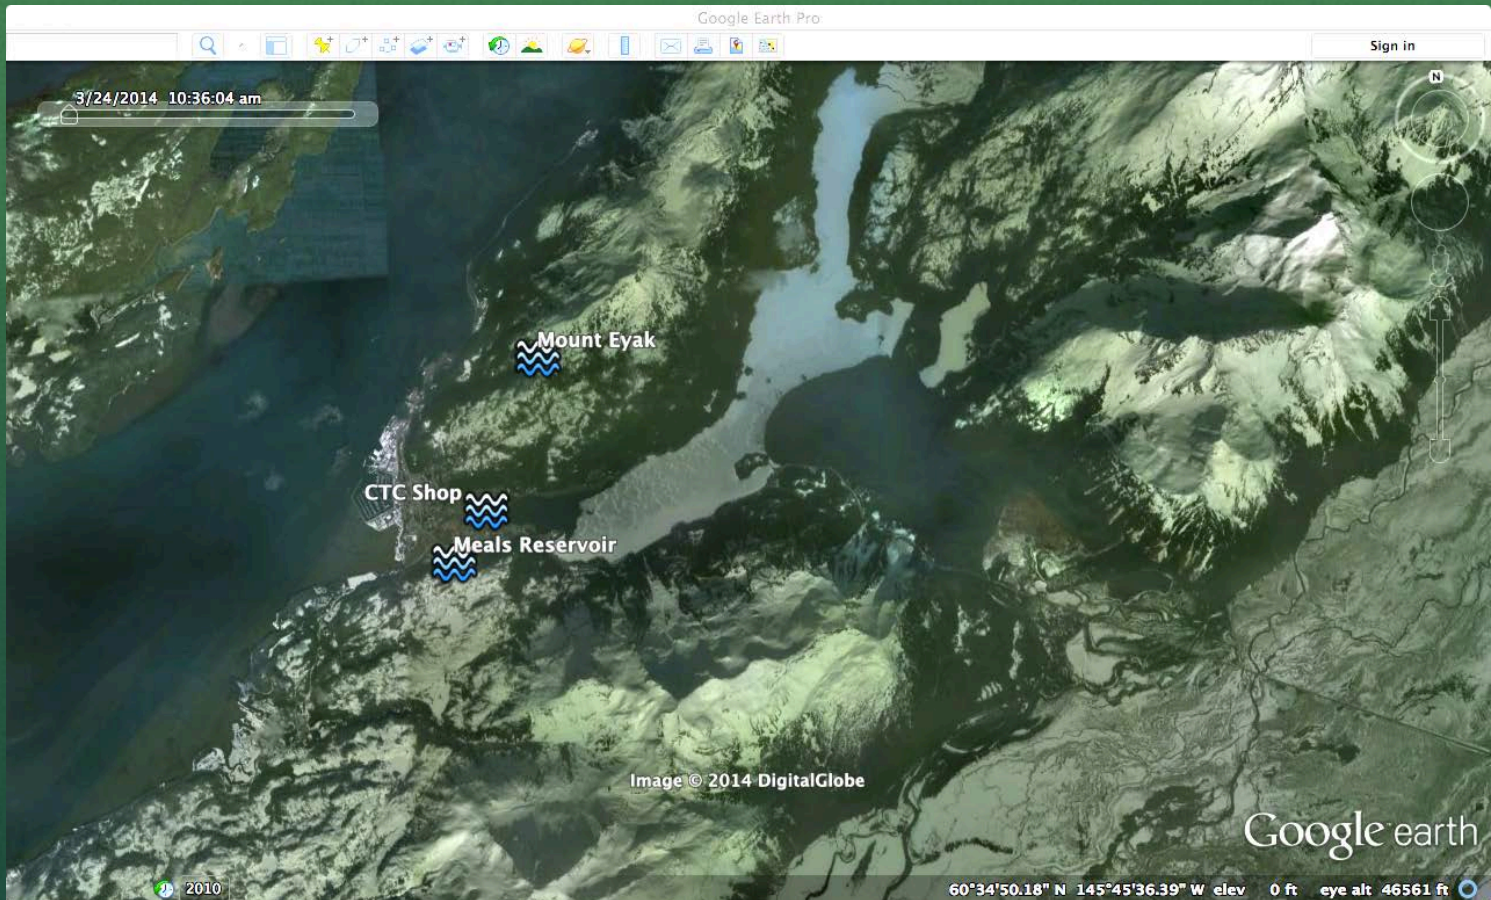 Google Earth Pro
Sign in
3/24/2014 10:36:04 am
N
Mount Eyak
CTC Shop
Meals Reservoir
Image © 2014 DigitalGlobe
Google earth
2010
60°34'50.18" N 145°45'36.39" W elev 0 ft eye alt 46561 ft